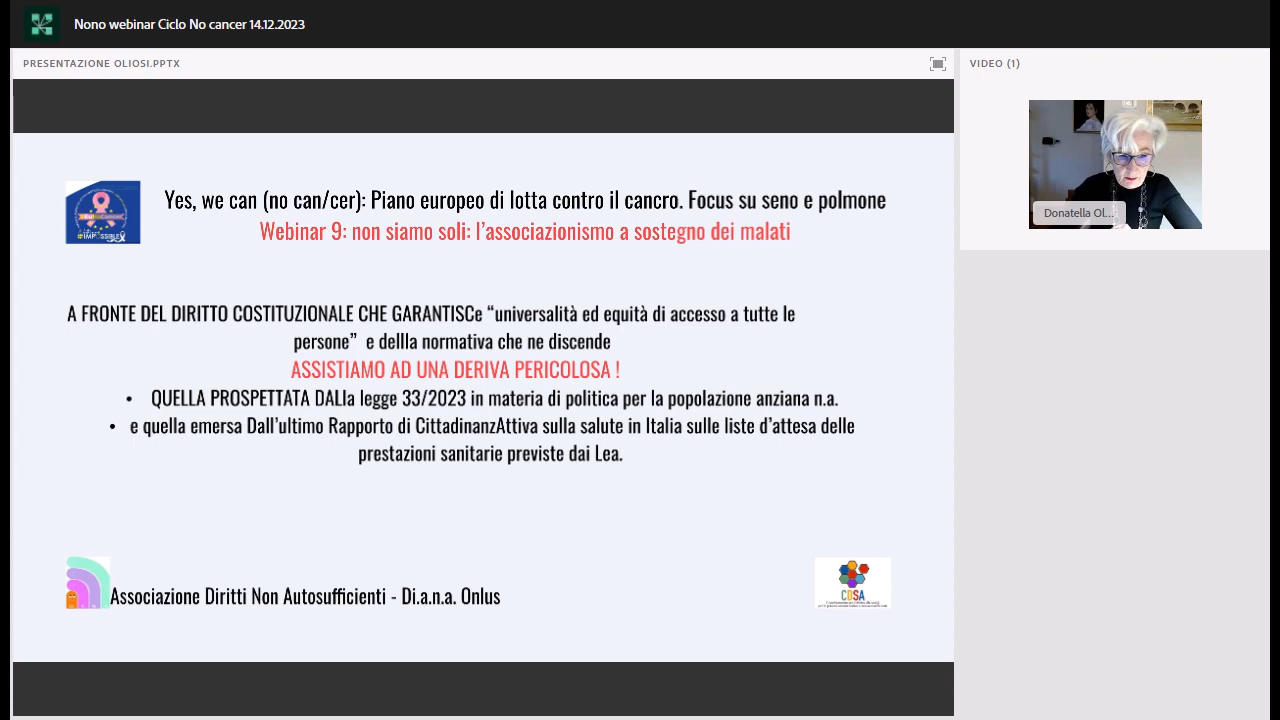 Nono webinar Ciclo No cancer 14.12.2023
PRESENTAZIONE OLIOSI.PPTX
VIDEO (1)
Yes, we can (no can/cer): Piano europeo di lotta contro il cancro. Focus su seno e polmone
Webinar 9: non siamo soli: l'associazionismo a sostegno dei malati
#IMPOSSIBLE
A FRONTE DEL DIRITTO COSTITUZIONALE CHE GARANTISCe “universalità ed equità di accesso a tutte le
persone” e dellla normativa che ne discende
ASSISTIAMO AD UNA DERIVA PERICOLOSA !
• QUELLA PROSPETTATA DALla legge 33/2023 in materia di politica per la popolazione anziana n.a.
• e quella emersa Dall'ultimo Rapporto di CittadinanzAttiva sulla salute in Italia sulle liste d'attesa delle
prestazioni sanitarie previste dai Lea.
Donatella Ol...
Associazione Diritti Non Autosufficienti - Di.a.n.a. Onlus
CDSA